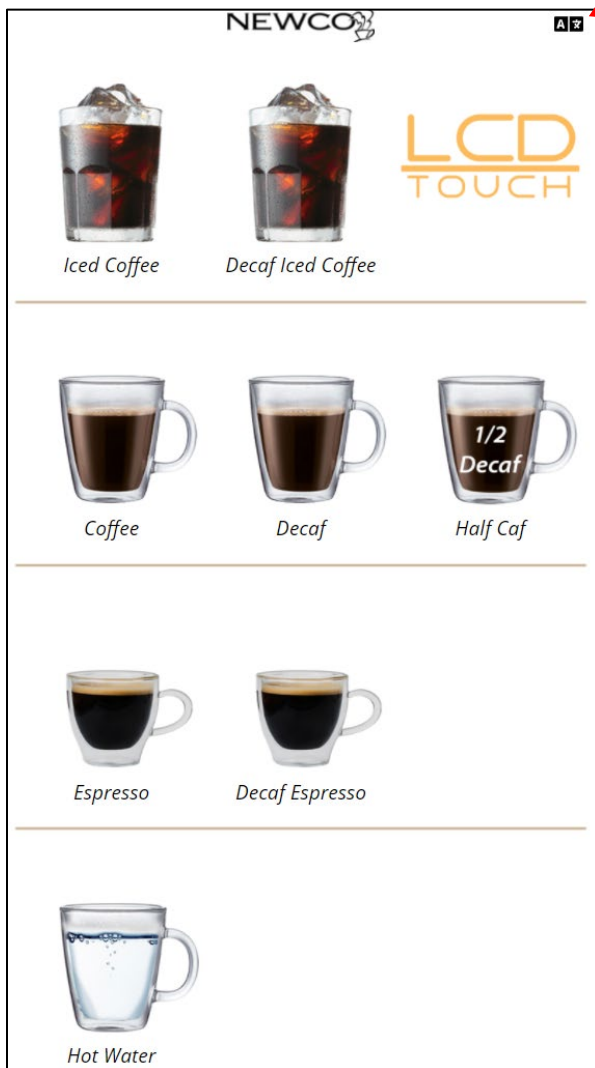 NEWCO
A 文
LCD
TOUCH
Iced Coffee
Decaf Iced Coffee
1/2
Decaf
Coffee
Decaf
Half Caf
Espresso
Decaf Espresso
Hot Water